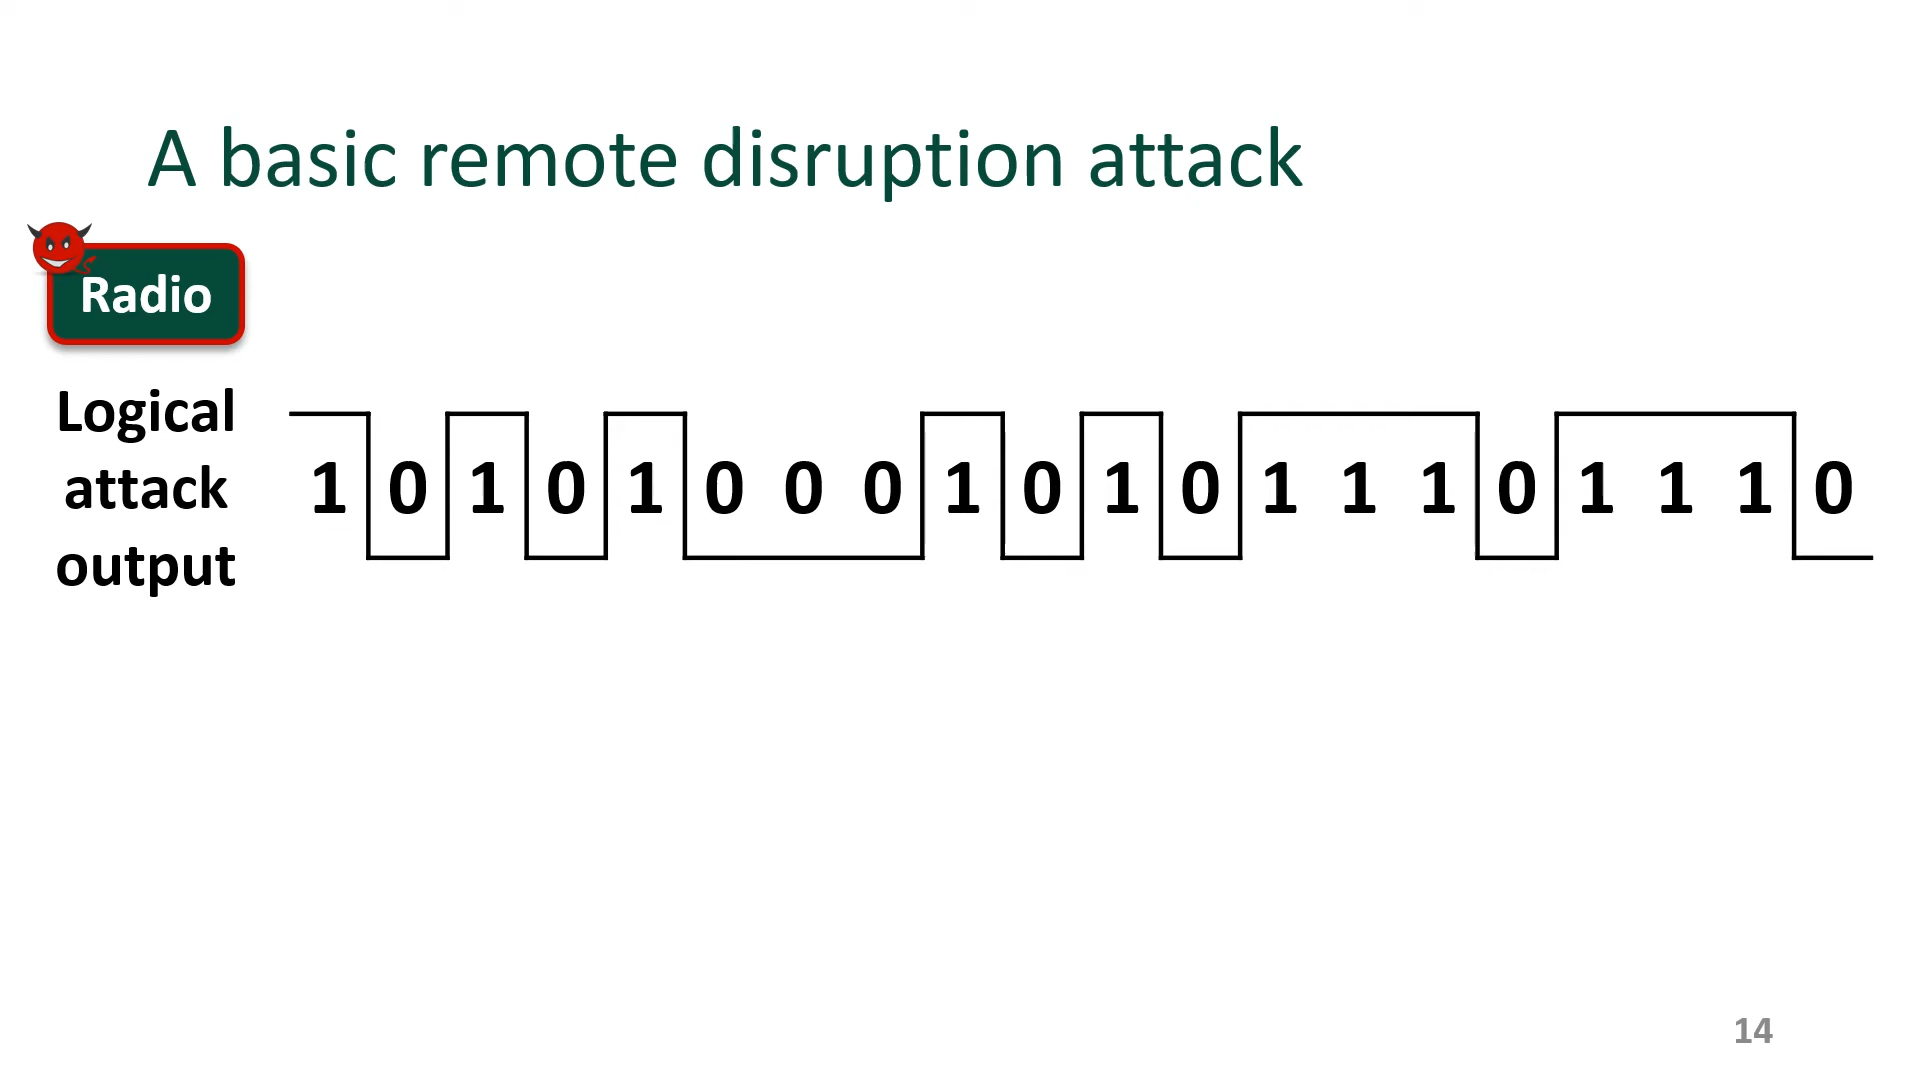 A basic remote disruption attack
Radio
Logical
attack
output
1 0 1 0 1 0 0 0 1 0 1 0 1 1 1 0 1 1 1 0
14